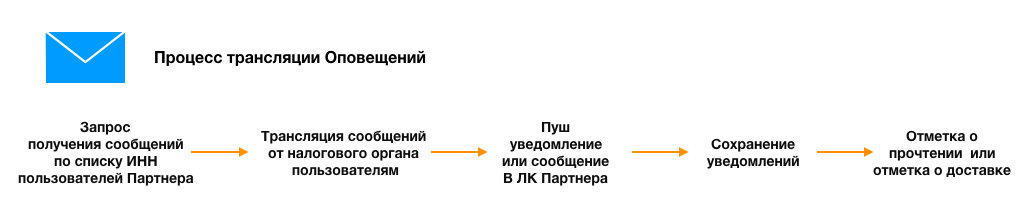 Процесс трансляции Оповещений
Запрос
получения сообщений
по списку ИНН
пользователей Партнера
Трансляция сообщений
от налогового органа
пользователям
Пуш
уведомление
или сообщение
В ЛК Партнера
Сохранение
уведомлений
Отметка о
прочтении или
отметка о доставке